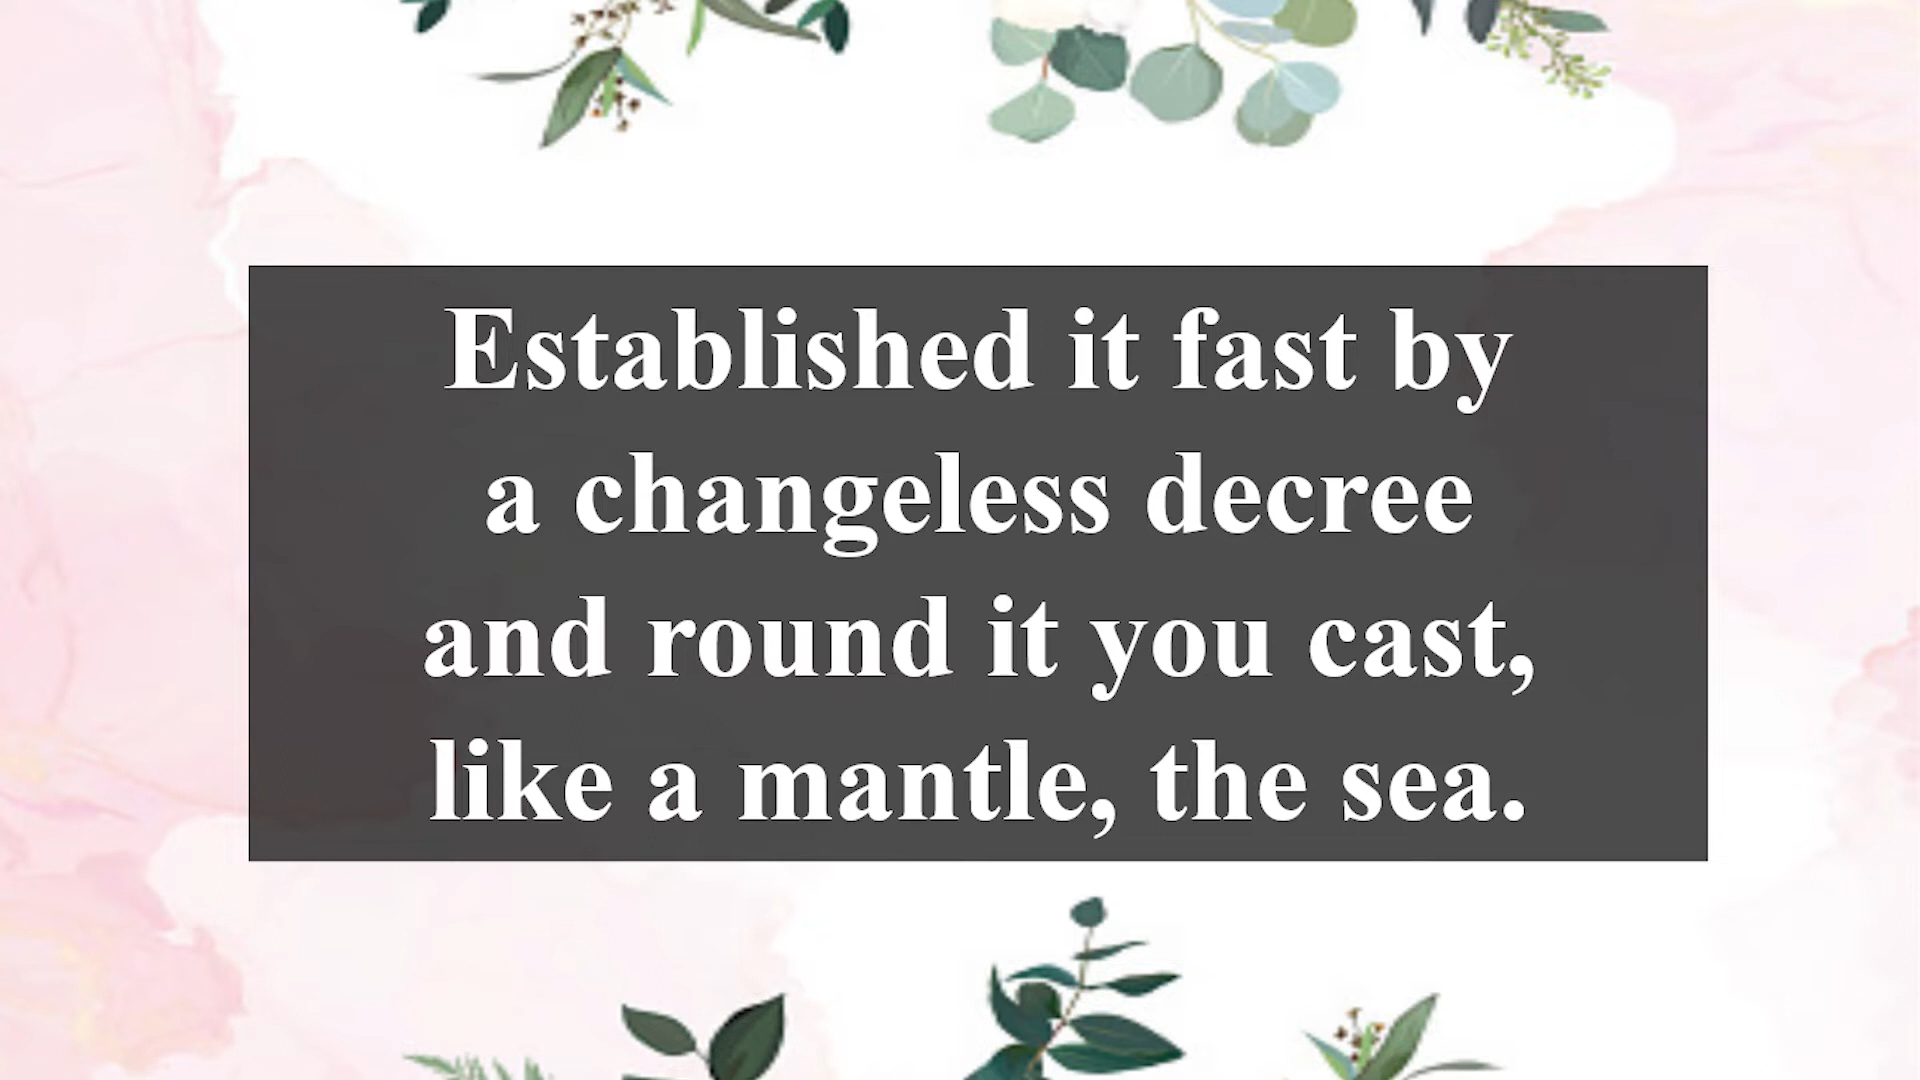 Established it fast by
a changeless decree
and round it you cast,
like a mantle, the sea.